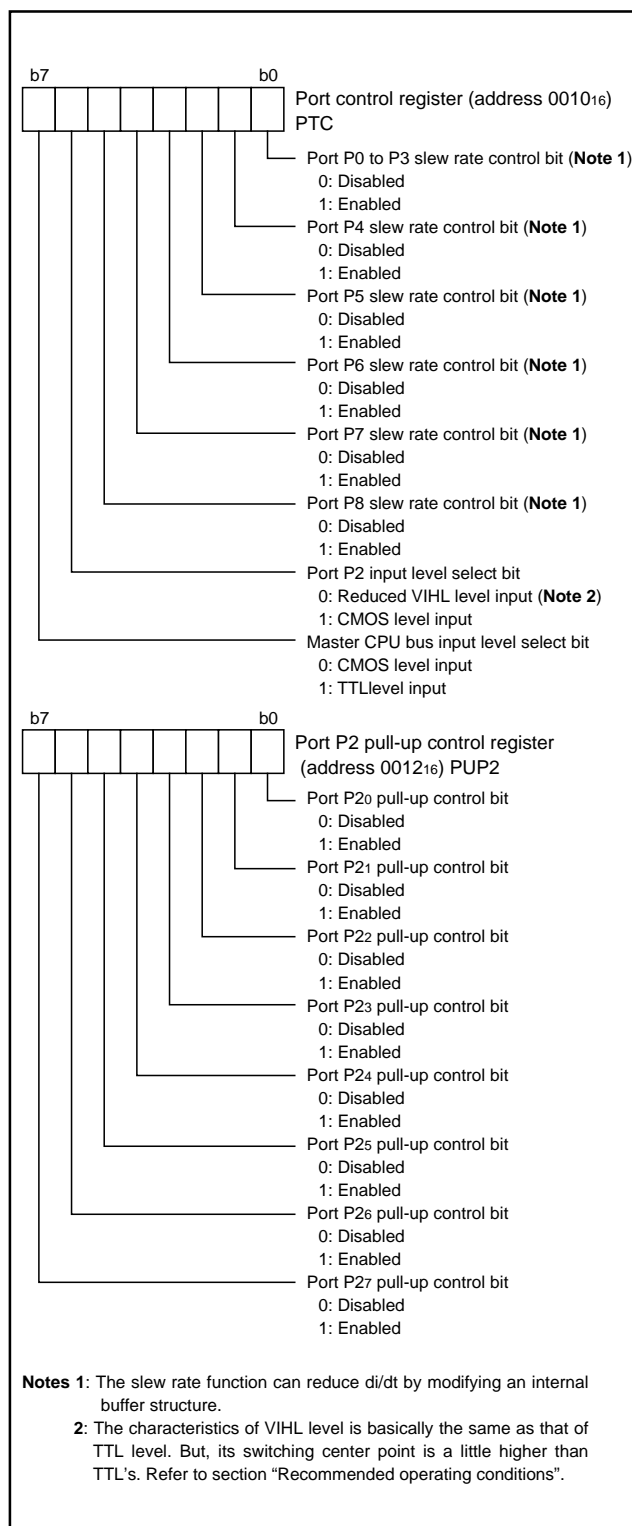 b7 b0
Port control register (address 0010₁₆)
PTC
Port P0 to P3 slew rate control bit (Note 1)
0: Disabled
1: Enabled
Port P4 slew rate control bit (Note 1)
0: Disabled
1: Enabled
Port P5 slew rate control bit (Note 1)
0: Disabled
1: Enabled
Port P6 slew rate control bit (Note 1)
0: Disabled
1: Enabled
Port P7 slew rate control bit (Note 1)
0: Disabled
1: Enabled
Port P8 slew rate control bit (Note 1)
0: Disabled
1: Enabled
Port P2 input level select bit
0: Reduced VIHL level input (Note 2)
1: CMOS level input
Master CPU bus input level select bit
0: CMOS level input
1: TTLlevel input
b7 b0
Port P2 pull-up control register
(address 0012₁₆) PUP2
Port P2₀ pull-up control bit
0: Disabled
1: Enabled
Port P2₁ pull-up control bit
0: Disabled
1: Enabled
Port P2₂ pull-up control bit
0: Disabled
1: Enabled
Port P2₃ pull-up control bit
0: Disabled
1: Enabled
Port P2₄ pull-up control bit
0: Disabled
1: Enabled
Port P2₅ pull-up control bit
0: Disabled
1: Enabled
Port P2₆ pull-up control bit
0: Disabled
1: Enabled
Port P2₇ pull-up control bit
0: Disabled
1: Enabled
Notes 1: The slew rate function can reduce di/dt by modifying an internal
buffer structure.
2: The characteristics of VIHL level is basically the same as that of
TTL level. But, its switching center point is a little higher than
TTL's. Refer to section “Recommended operating conditions”.